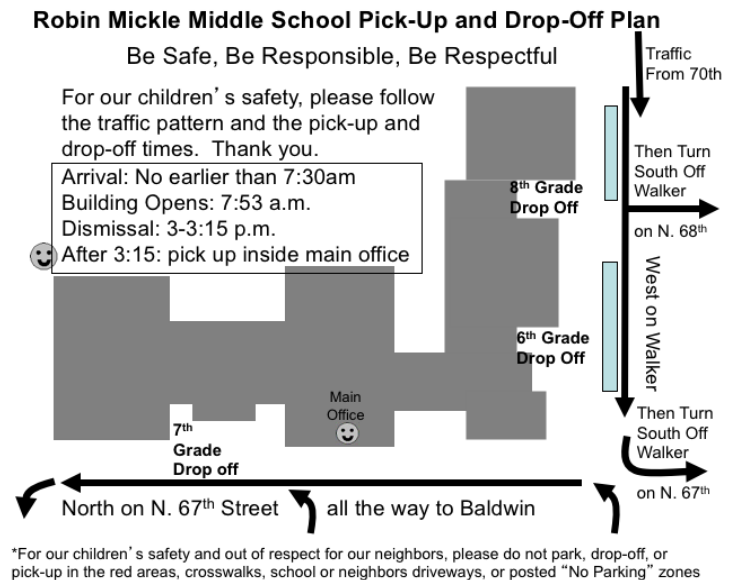 Robin Mickle Middle School Pick-Up and Drop-Off Plan
Be Safe, Be Responsible, Be Respectful
Traffic
From 70th
For our children’s safety, please follow
the traffic pattern and the pick-up and
drop-off times. Thank you.
Arrival: No earlier than 7:30am
Building Opens: 7:53 a.m.
Dismissal: 3-3:15 p.m.
After 3:15: pick up inside main office
8th Grade
Drop Off
Then Turn
South Off
Walker
on N. 68th
West on Walker
6th Grade
Drop Off
Main
Office
7th
Grade
Drop off
Then Turn
South Off
Walker
on N. 67th
North on N. 67th Street all the way to Baldwin
*For our children’s safety and out of respect for our neighbors, please do not park, drop-off, or
pick-up in the red areas, crosswalks, school or neighbors driveways, or posted “No Parking” zones